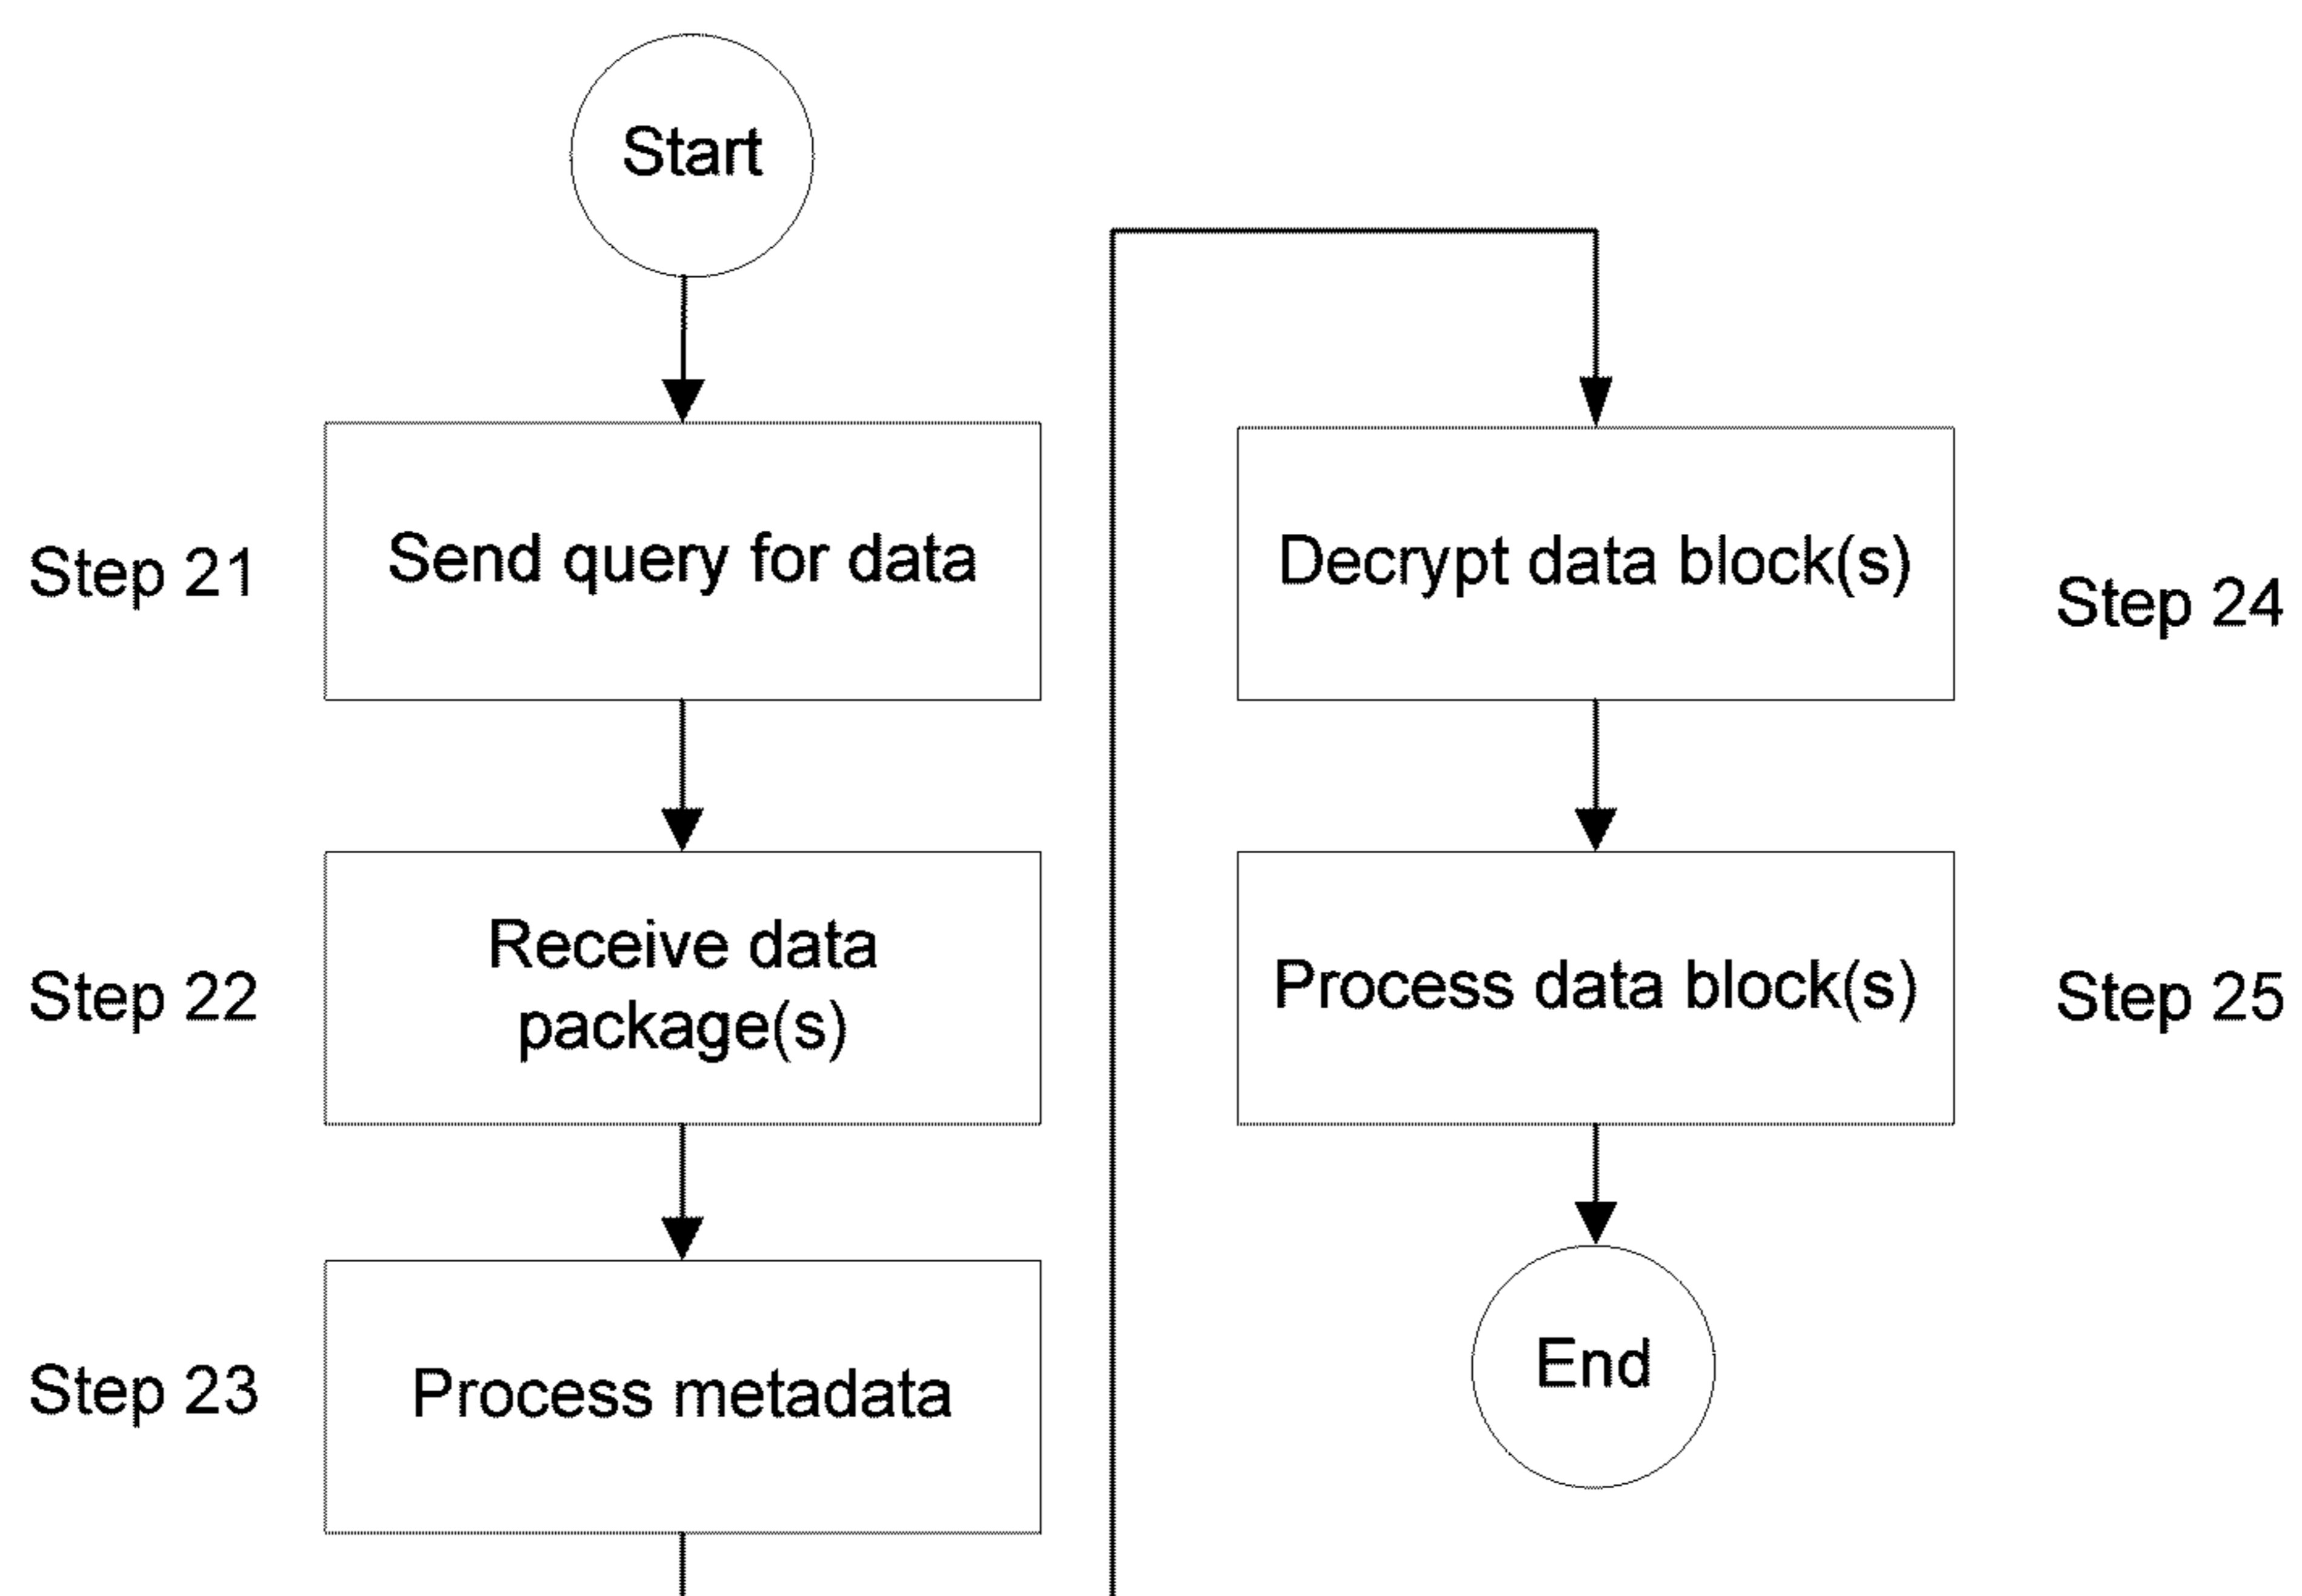 Start
Step 21
Send query for data
Step 22
Receive data
package(s)
Step 23
Process metadata
Decrypt data block(s)
Step 24
Process data block(s)
Step 25
End